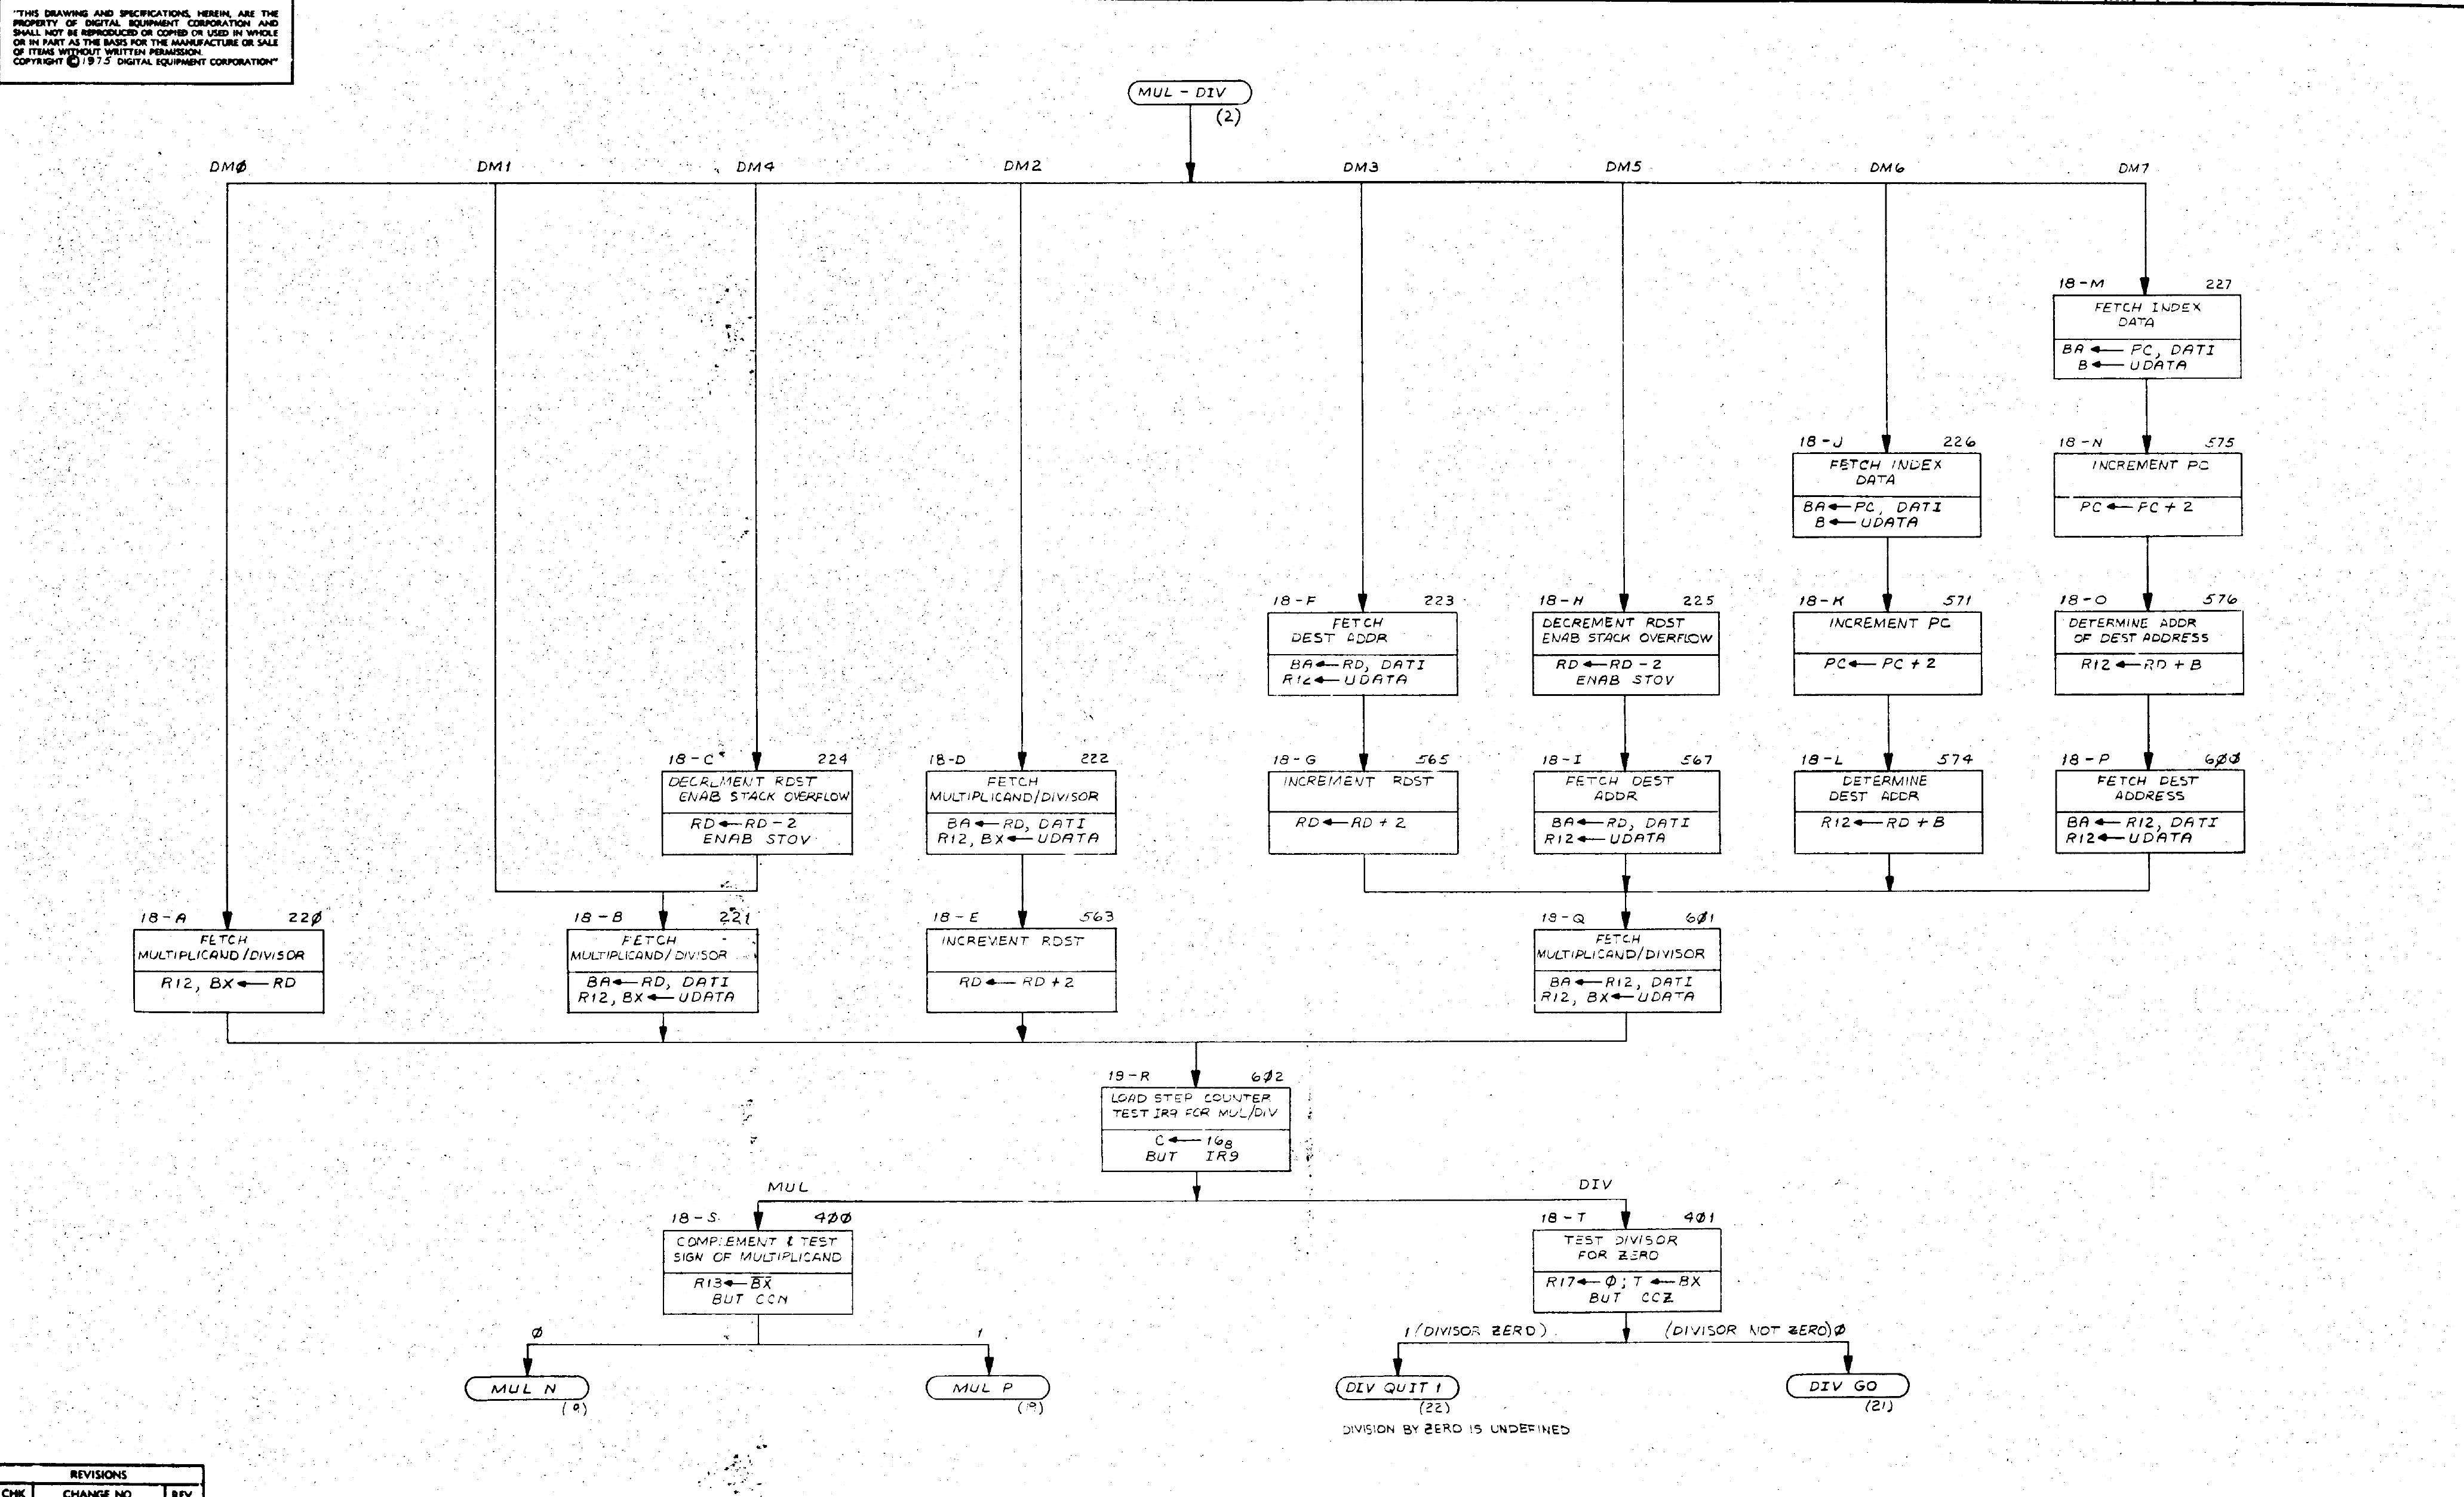 "THIS DRAWING AND SPECIFICATIONS, HEREIN, ARE THE
PROPERTY OF DIGITAL EQUIPMENT CORPORATION AND
SHALL NOT BE REPRODUCED OR COPIED OR USED IN WHOLE
OR IN PART AS THE BASIS FOR THE MANUFACTURE OR SALE
OF ITEMS WITHOUT WRITTEN PERMISSION.
COPYRIGHT © 1975 DIGITAL EQUIPMENT CORPORATION"
MUL - DIV
(2)
DMØ DM1 DM4 DM2 DM3 DM5 DM6 DM7
18-M 227
FETCH INDEX
DATA
BA ← PC, DATI
B ← UDATA
18-J 226
FETCH INDEX
DATA
BA ← PC, DATI
B ← UDATA
18-N 575
INCREMENT PC
PC ← PC + 2
18-F 223
FETCH
DEST ADDR
BA ← RD, DATI
R12 ← UDATA
18-H 225
DECREMENT RDST
ENAB STACK OVERFLOW
RD ← RD - 2
ENAB STOV
18-K 571
INCREMENT PC
PC ← PC + 2
18-O 576
DETERMINE ADDR
OF DEST ADDRESS
R12 ← RD + B
18-C 224
DECREMENT RDST
ENAB STACK OVERFLOW
RD ← RD - 2
ENAB STOV
18-D 222
FETCH
MULTIPLICAND/DIVISOR
BA ← RD, DATI
R12, BX ← UDATA
18-G 565
INCREMENT RDST
RD ← RD + 2
18-I 567
FETCH DEST
ADDR
BA ← RD, DATI
R12 ← UDATA
18-L 574
DETERMINE
DEST ADDR
R12 ← RD + B
18-P 6ØØ
FETCH DEST
ADDRESS
BA ← R12, DATI
R12 ← UDATA
18-A 22Ø
FETCH
MULTIPLICAND/DIVISOR
R12, BX ← RD
18-B 221
FETCH
MULTIPLICAND/DIVISOR
BA ← RD, DATI
R12, BX ← UDATA
18-E 563
INCREMENT RDST
RD ← RD + 2
18-Q 6Ø1
FETCH
MULTIPLICAND/DIVISOR
BA ← R12, DATI
R12, BX ← UDATA
18-R 6Ø2
LOAD STEP COUNTER
TEST IR9 FOR MUL/DIV
C ← 16₈
BUT IR9
MUL DIV
18-S 4ØØ
COMPLEMENT & TEST
SIGN OF MULTIPLICAND
R13 ← B̅X̅
BUT CCN
18-T 4Ø1
TEST DIVISOR
FOR ZERO
R17 ← Ø; T ← BX
BUT CCZ
Ø 1 1 (DIVISOR ZERO) (DIVISOR NOT ZERO) Ø
MUL N
(19)
MUL P
(19)
DIV QUIT 1
(22)
DIV GO
(21)
DIVISION BY ZERO IS UNDEFINED
REVISIONS
CHK CHANGE NO REV